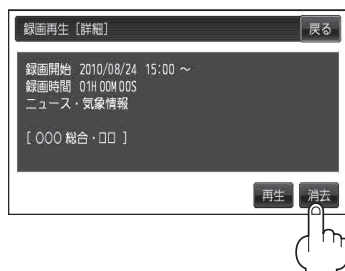 録画再生 [詳細]
戻る
録画開始 2010/08/24 15:00 ～
録画時間 01H 00M 00S
ニュース・気象情報
[ ○○○ 総合・□□ ]
再生
消去